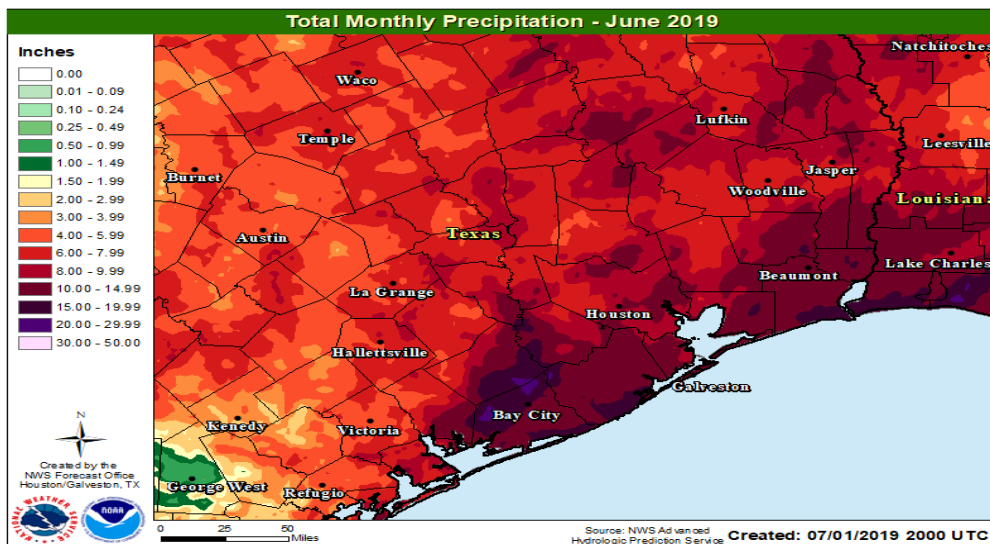 Total Monthly Precipitation - June 2019
Inches
0.00
0.01 - 0.09
0.10 - 0.24
0.25 - 0.49
0.50 - 0.99
1.00 - 1.49
1.50 - 1.99
2.00 - 2.99
3.00 - 3.99
4.00 - 5.99
6.00 - 7.99
8.00 - 9.99
10.00 - 14.99
15.00 - 19.99
20.00 - 29.99
30.00 - 50.00
N
Created by the
NWS Forecast Office
Houston/Galveston, TX
NATIONAL WEATHER SERVICE
NOAA
Natchitoches
Waco
Lufkin
Temple
Leesville
Burnet
Jasper
Woodville
Louisiana
Austin
Texas
Lake Charles
Beaumont
La Grange
Houston
Hallettsville
Galveston
Bay City
Kenedy
Victoria
George West
Refugio
0 25 50
Miles
Source: NWS Advanced
Hydrologic Prediction Service
Created: 07/01/2019 2000 UTC